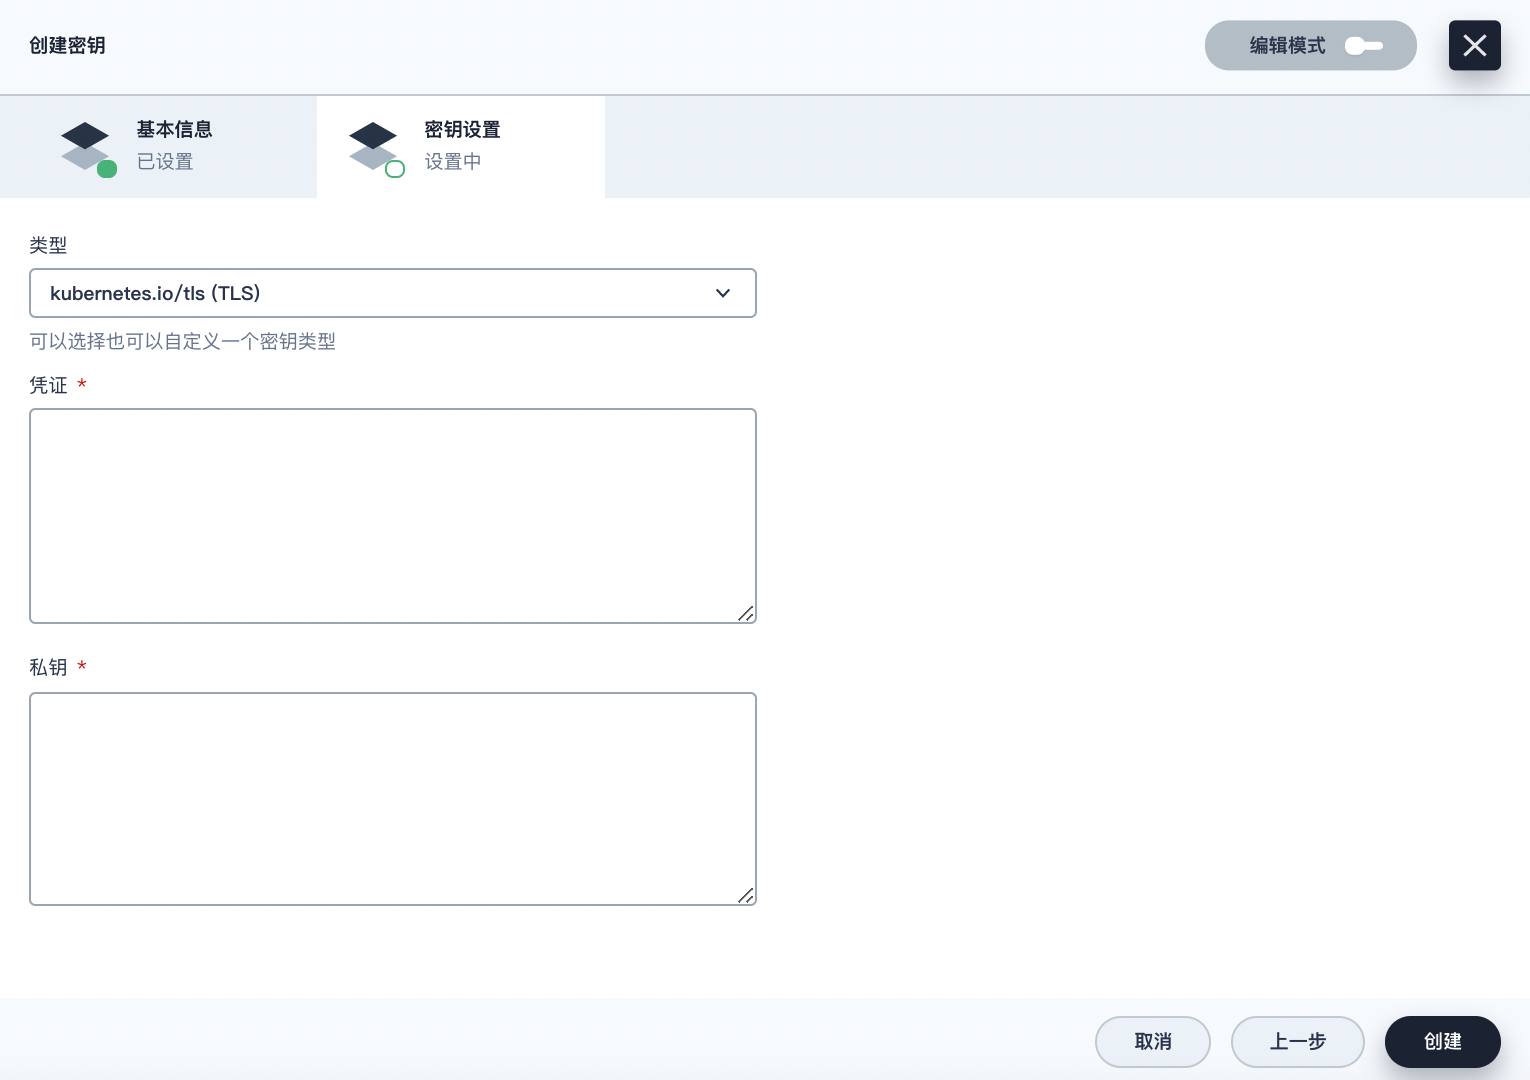 创建密钥
编辑模式
基本信息
已设置
密钥设置
设置中
类型
kubernetes.io/tls (TLS)
可以选择也可以自定义一个密钥类型
凭证 *
私钥 *
取消
上一步
创建